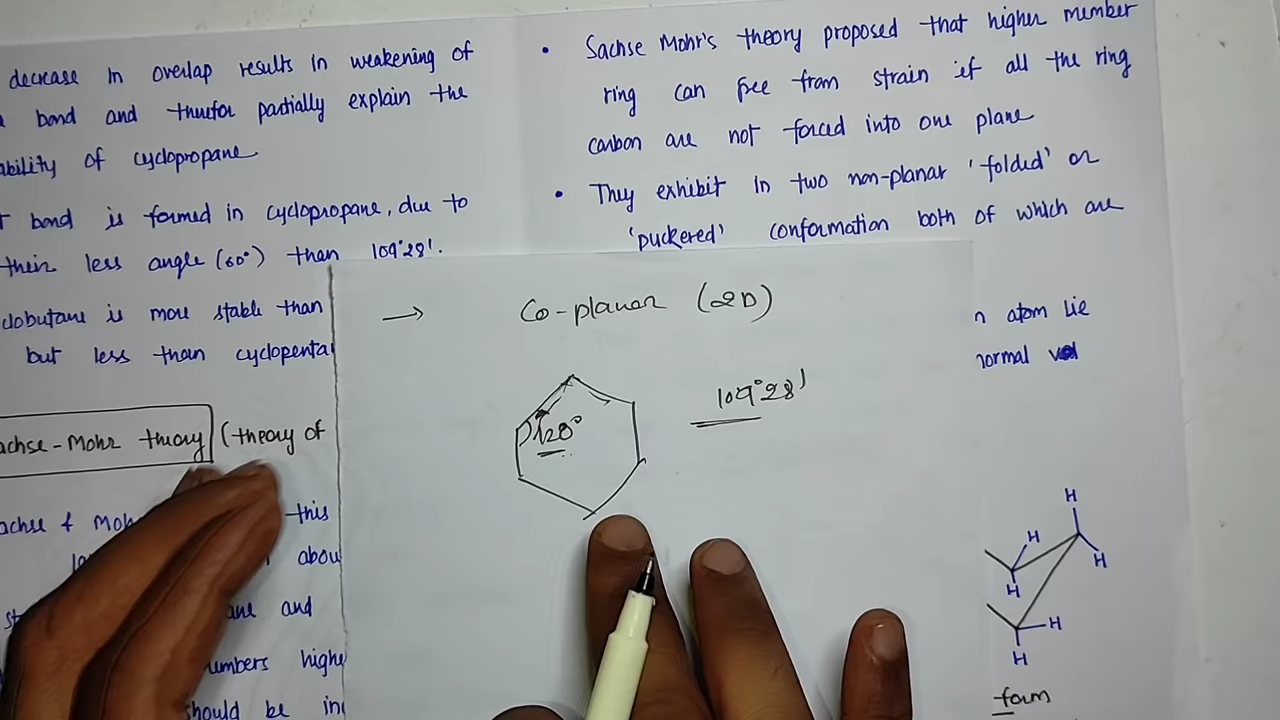 decrease in overlap results in weakening of
bond and thufor partially explain the
ability of cyclopropane
bond is formed in cyclopropane, due to
their less angle (60°) than 109°28'.
clobutane is more stable than
but less than cyclopenta
achse-Mohr theory (theory of
achse & Moh this
abou
ane and
umbers highe
should be in
• Sachse Mohr's theory proposed that higher member
ring can free from strain if all the ring
carbon are not forced into one plane
• They exhibit in two non-planar 'folded' or
'puckered' conformation both of which are
n atom lie
normal
→ Co-planar (2D)
120°
109°28'
H
H
H
H
H
H
form